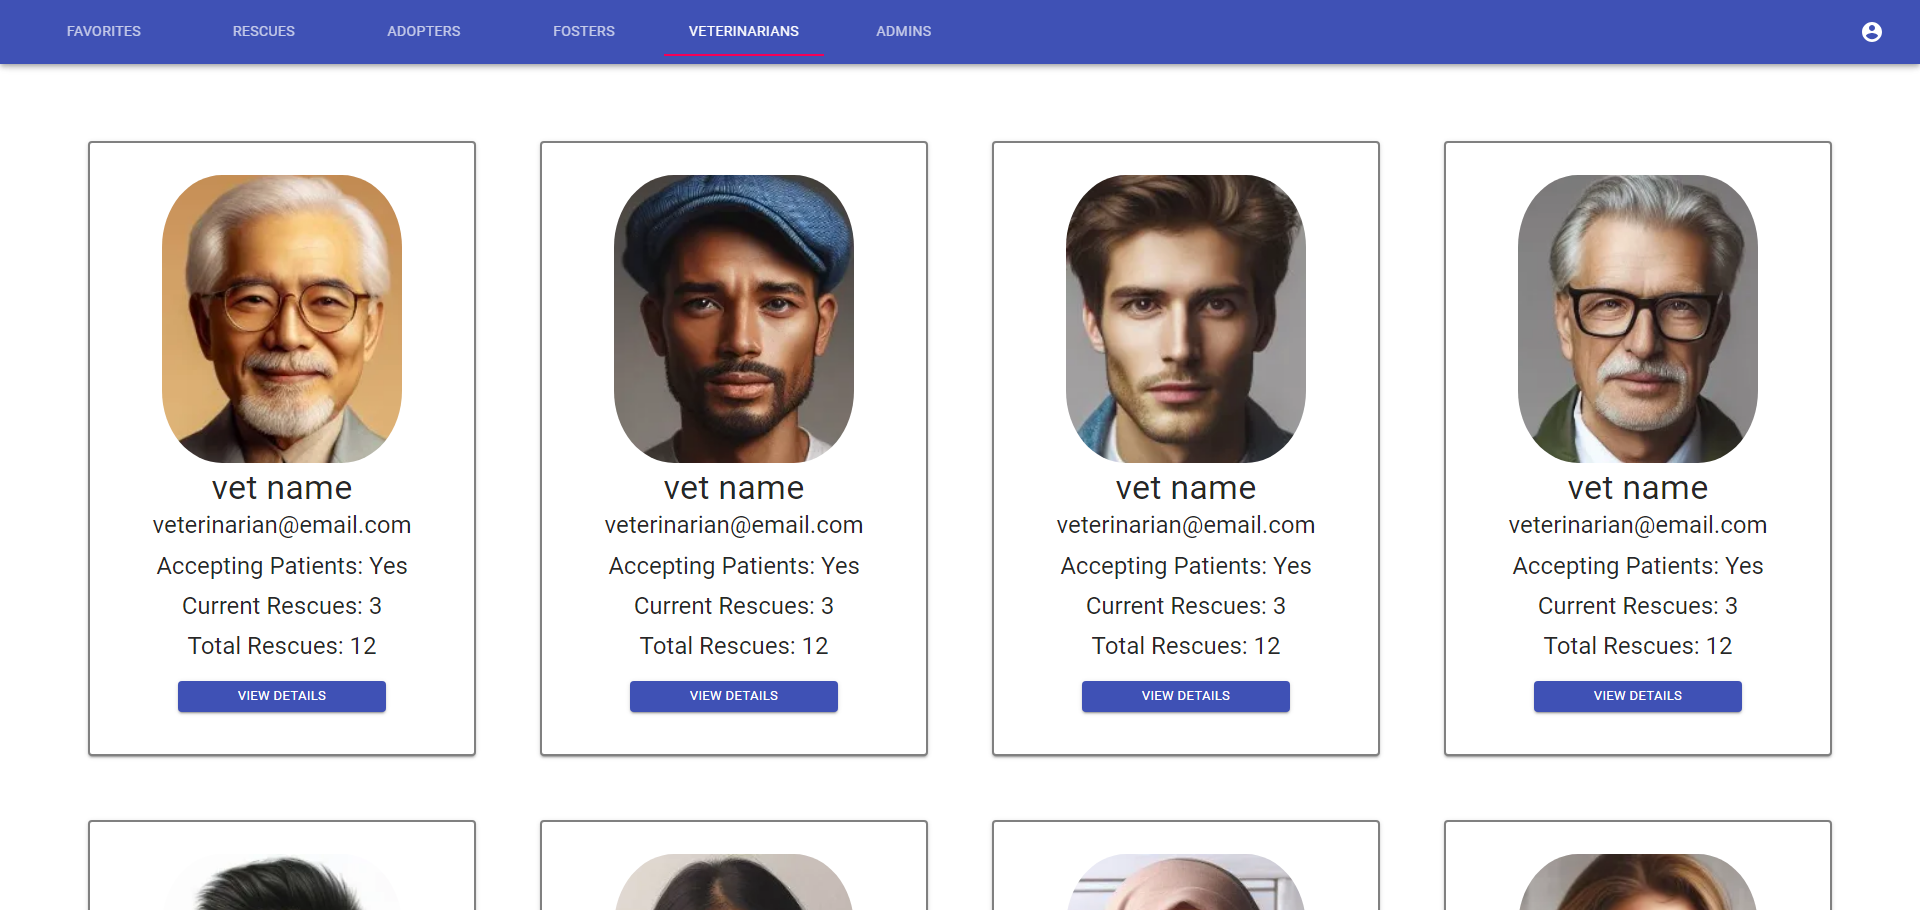 FAVORITES RESCUES ADOPTERS FOSTERS VETERINARIANS ADMINS
vet name
veterinarian@email.com
Accepting Patients: Yes
Current Rescues: 3
Total Rescues: 12
VIEW DETAILS
vet name
veterinarian@email.com
Accepting Patients: Yes
Current Rescues: 3
Total Rescues: 12
VIEW DETAILS
vet name
veterinarian@email.com
Accepting Patients: Yes
Current Rescues: 3
Total Rescues: 12
VIEW DETAILS
vet name
veterinarian@email.com
Accepting Patients: Yes
Current Rescues: 3
Total Rescues: 12
VIEW DETAILS